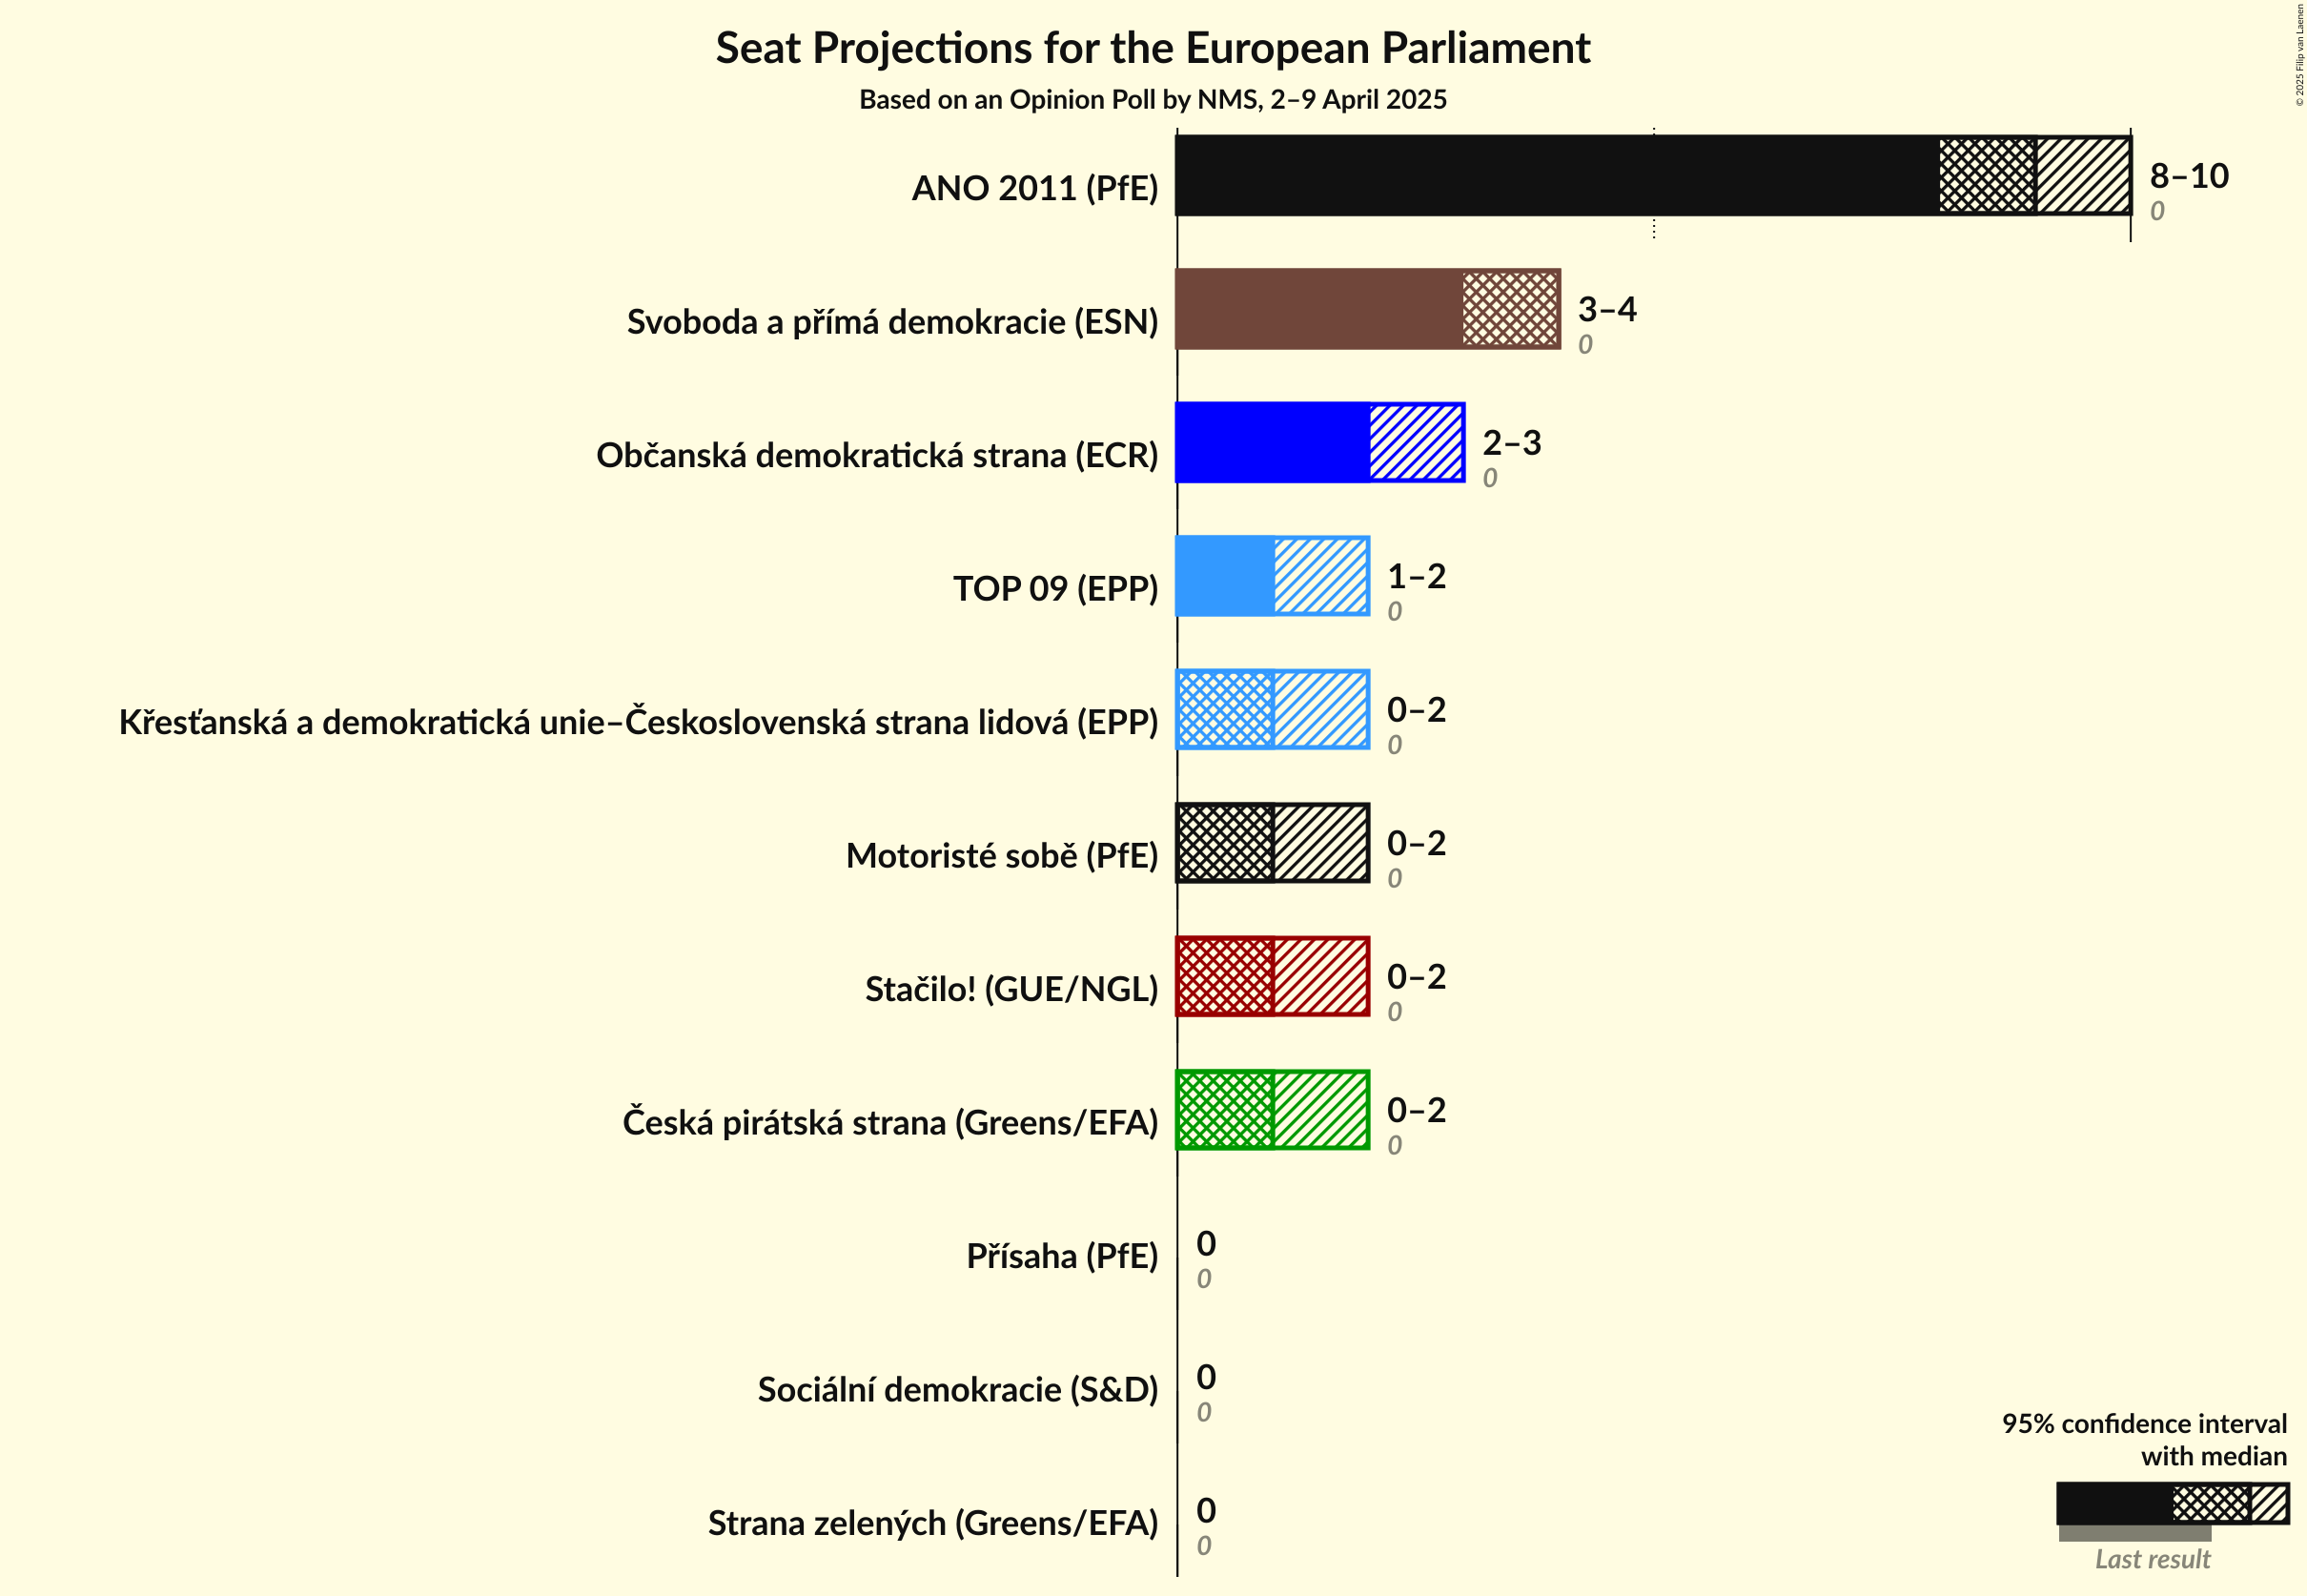 Seat Projections for the European Parliament
Based on an Opinion Poll by NMS, 2–9 April 2025
© 2025 Filip van Laenen
ANO 2011 (PfE)
8–10
0
Svoboda a přímá demokracie (ESN)
3–4
0
Občanská demokratická strana (ECR)
2–3
0
TOP 09 (EPP)
1–2
0
Křesťanská a demokratická unie–Československá strana lidová (EPP)
0–2
0
Motoristé sobě (PfE)
0–2
0
Stačilo! (GUE/NGL)
0–2
0
Česká pirátská strana (Greens/EFA)
0–2
0
Přísaha (PfE)
0
0
Sociální demokracie (S&D)
0
0
Strana zelených (Greens/EFA)
0
0
95% confidence interval
with median
Last result